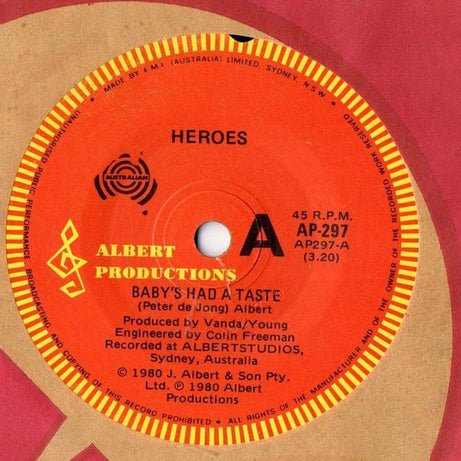 MADE BY E.M.I. (AUSTRALIA) LIMITED. SYDNEY. N.S.W. •
HEROES
AUSTRALIAN
45 R.P.M.
A
AP-297
AP297-A
(3.20)
ALBERT
PRODUCTIONS
BABY'S HAD A TASTE
(Peter de Jong) Albert
Produced by Vanda/Young
Engineered by Colin Freeman
Recorded at ALBERTSTUDIOS,
Sydney, Australia
© 1980 J. Albert & Son Pty.
Ltd. ℗ 1980 Albert
Productions
UNAUTHORISED PUBLIC PERFORMANCE BROADCASTING AND COPYING OF THIS RECORD PROHIBITED • ALL RIGHTS OF THE MANUFACTURER AND OF THE OWNER OF THE RECORDED WORK RESERVED •